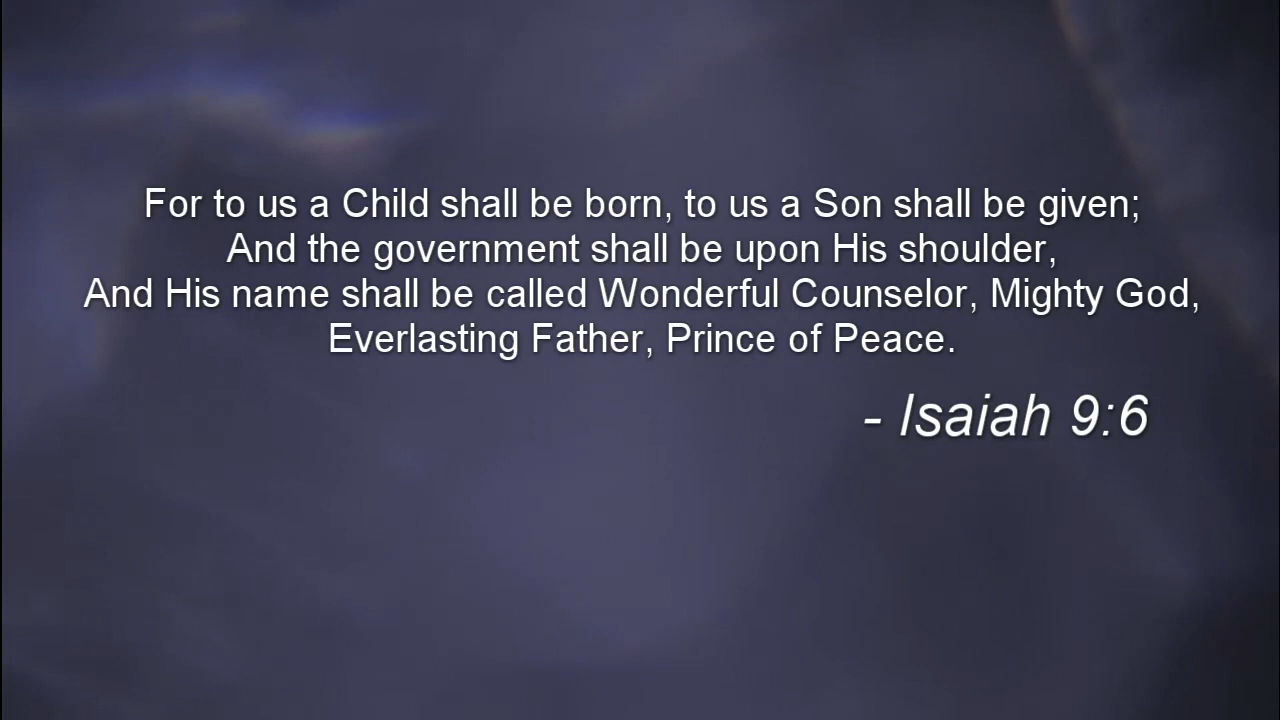 For to us a Child shall be born, to us a Son shall be given;
And the government shall be upon His shoulder,
And His name shall be called Wonderful Counselor, Mighty God,
Everlasting Father, Prince of Peace.
- Isaiah 9:6